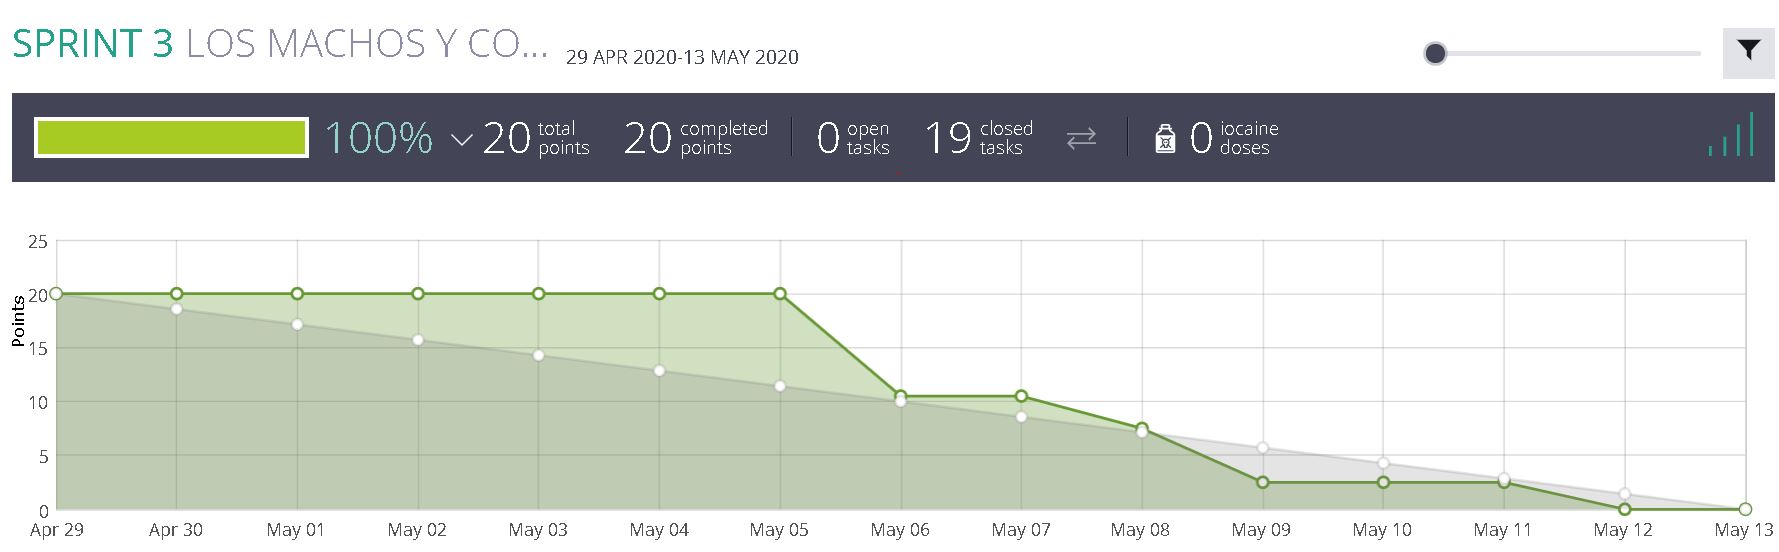 SPRINT 3 LOS MACHOS Y CO... 29 APR 2020-13 MAY 2020
100% 20 total points 20 completed points 0 open tasks 19 closed tasks 0 iocaine doses
Points
25
20
15
10
5
0
Apr 29 Apr 30 May 01 May 02 May 03 May 04 May 05 May 06 May 07 May 08 May 09 May 10 May 11 May 12 May 13